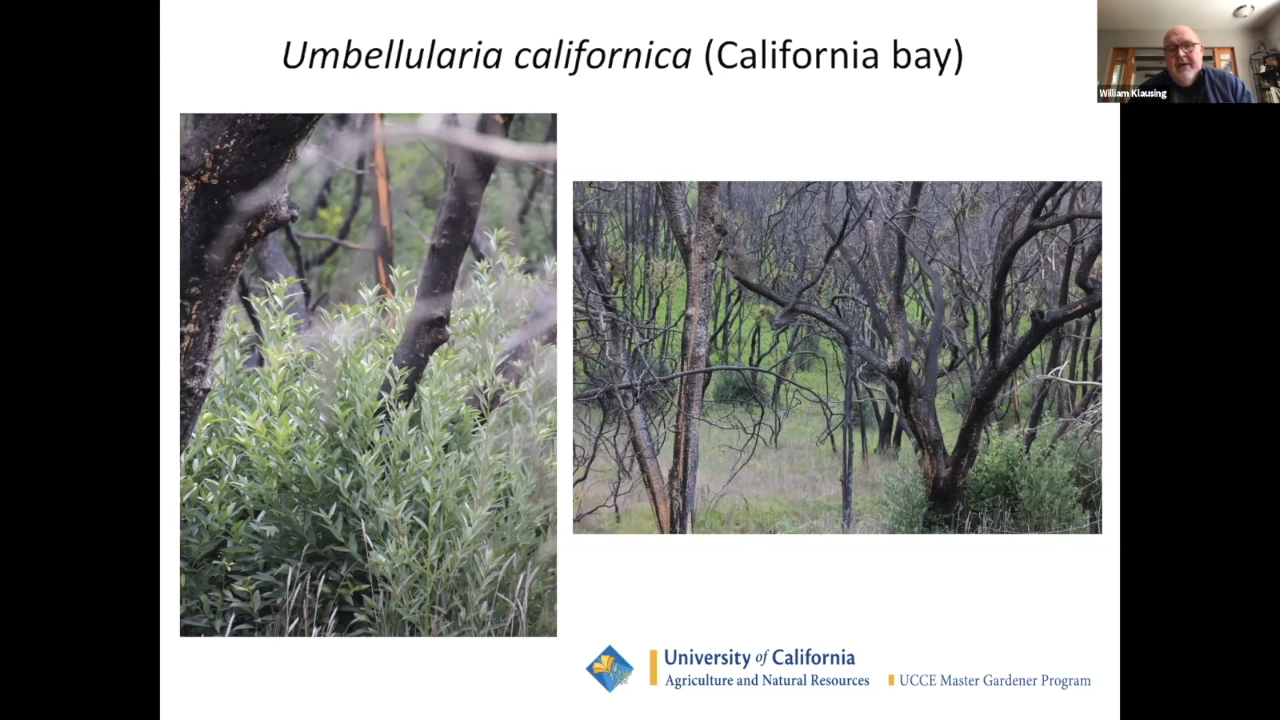 Umbellularia californica (California bay)
William Klausing
University of California
Agriculture and Natural Resources
UCCE Master Gardener Program